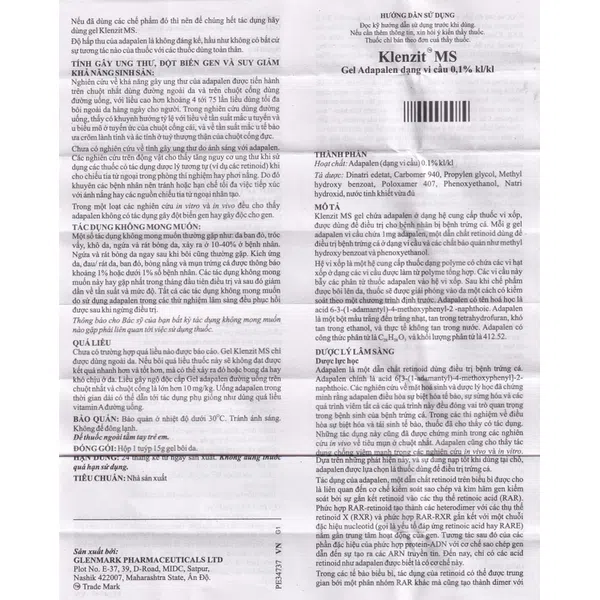 Nếu đã dùng các chế phẩm đó thì nên để chúng hết tác dụng hãy
dùng gel Klenzit MS.
Độ hấp thu của adapalen là không đáng kể, hầu như không có bất cứ
sự tương tác nào của thuốc với các thuốc dùng toàn thân.
TÍNH GÂY UNG THƯ, ĐỘT BIẾN GEN VÀ SUY GIẢM
KHẢ NĂNG SINH SẢN:
Nghiên cứu về khả năng gây ung thư của adapalen được tiến hành
trên chuột nhắt dùng đường ngoài da và trên chuột cống dùng
đường uống, với liều cao hơn khoảng 4 tới 75 lần liều dùng tối đa
bôi ngoài da hàng ngày cho người. Trong nghiên cứu dùng đường
uống, thấy có khuynh hướng tỷ lệ với liều về tần suất mắc u tuyến và
u biểu mô ở tuyến ức của chuột cống cái, và về tần suất mắc u tế bào
ưa crôm lành tính và ác tính ở tuỷ thượng thận của chuột cống đực.
Chưa có nghiên cứu về tính gây ung thư do ánh sáng với adapalen.
Các nghiên cứu trên động vật cho thấy tăng nguy cơ ung thư khi sử
dụng các thuốc có tác dụng dược lý tương tự (ví dụ các retinoid) khi
cho chiếu tia tử ngoại trong phòng thí nghiệm hay phơi nắng. Do đó
khuyên các bệnh nhân nên tránh hoặc hạn chế tối đa việc tiếp xúc
với ánh nắng hay các nguồn chiếu tia tử ngoại nhân tạo.
Trong một loạt các nghiên cứu in vitro và in vivo đều cho thấy
adapalen không có tác dụng gây đột biến gen hay gây độc cho gen.
TÁC DỤNG KHÔNG MONG MUỐN:
Một số tác dụng không mong muốn thường gặp như: da ban đỏ, tróc
vẩy, khô da, ngứa và rát bỏng da, xảy ra ở 10-40% ở bệnh nhân.
Ngứa và rát bỏng da ngay sau khi bôi cũng thường gặp. Kích ứng
da, đau/ rát da, ban đỏ, bỏng nắng và mụn trứng cá được thông báo
khoảng 1% hoặc dưới 1% số bệnh nhân. Các tác dụng không mong
muốn này hay gặp nhất trong tháng đầu tiên điều trị và sau đó giảm
dần về tần suất và mức độ. Tất cả các tác dụng không mong muốn
do sử dụng adapalen trong các thử nghiệm lâm sàng đều phục hồi
được sau khi ngừng điều trị.
Thông báo cho Bác sỹ của bạn bất kỳ tác dụng không mong muốn
nào gặp phải liên quan tới việc sử dụng thuốc.
QUÁ LIỀU
Chưa có trường hợp quá liều nào được báo cáo. Gel Klenzit MS chỉ
được dùng ngoài da. Nếu bôi quá liều thuốc này sẽ không đạt được
kết quả nhanh hơn và tốt hơn, mà có thể xảy ra đỏ hoặc bong da hay
khó chịu ở da. Liều gây ngộ độc cấp Gel adapalen đường uống trên
chuột nhắt và chuột cống là lớn hơn 10 mg/kg. Uống adapalen trong
thời gian dài có thể dẫn tới tác dụng phụ giống như dùng quá liều
vitamin A đường uống.
BẢO QUẢN: Bảo quản ở nhiệt độ dưới 30°C. Tránh ánh sáng.
Không để đông lạnh.
Để thuốc ngoài tầm tay trẻ em.
ĐÓNG GÓI: Hộp 1 tuýp 15g gel bôi da.
HẠN DÙNG: 24 tháng kể từ ngày sản xuất. Không dùng thuốc
quá hạn sử dụng.
TIÊU CHUẨN: Nhà sản xuất
Sản xuất bởi:
GLENMARK PHARMACEUTICALS LTD
Plot No. E-37, 39, D-Road, MIDC, Satpur,
Nashik 422007, Maharashtra State, Ấn Độ.
Trade Mark
PE34737 VN 01
HƯỚNG DẪN SỬ DỤNG
Đọc kỹ hướng dẫn sử dụng trước khi dùng.
Nếu cần thêm thông tin, xin hỏi ý kiến thầy thuốc.
Thuốc chỉ bán theo đơn của thầy thuốc.
Klenzit™ MS
Gel Adapalen dạng vi cầu 0,1% kl/kl
THÀNH PHẦN
Hoạt chất: Adapalen (dạng vi cầu) 0.1% kl/kl
Tá dược: Dinatri edetat, Carbomer 940, Propylen glycol, Methyl
hydroxy benzoat, Poloxamer 407, Phenoxyethanol, Natri
hydroxid, nước tinh khiết vừa đủ
MÔ TẢ
Klenzit MS gel chứa adapalen ở dạng hệ cung cấp thuốc vi xốp,
được dùng để điều trị cho bệnh nhân bị bệnh trứng cá. Mỗi g gel
adapalen vi cầu chứa 1mg adapalen, một dẫn chất retinoid dùng để
điều trị bệnh trứng cá ở dạng vi cầu và các chất bảo quản như methyl
hydroxy benzoat và phenoxyethanol.
Hệ vi xốp là một hệ cung cấp thuốc dạng polyme có chứa các vi hạt
xốp ở dạng các vi cầu được làm từ polyme tổng hợp. Các vi cầu này
bẫy các phân tử thuốc adapalen vào hệ vi xốp. Sau khi chế phẩm
được bôi lên da, thuốc sẽ được giải phóng vào da một cách có kiểm
soát theo một chương trình định trước. Adapalen có tên hoá học là
acid 6-3-(1-adamantyl)-4-methoxyphenyl-2-naphthoic. Adapalen
là một bột mầu trắng đến trắng nhạt, tan trong tetrahydrofuran, khó
tan trong ethanol, và thực tế không tan trong nước. Adapalen có
công thức phân tử là C28H28O3 và khối lượng phân tử là 412.52.
DƯỢC LÝ LÂM SÀNG
Dược lực học
Adapalen là một dẫn chất retinoid dùng điều trị bệnh trứng cá.
Adapalen chính là acid 6[3-(1-adamantyl)-4-methoxyphenyl]-2-
naphthoic. Các nghiên cứu về mặt hoá sinh và dược lý học đã chứng
minh rằng adapalen điều hòa sự biệt hóa tế bào, sự sừng hóa và các
quá trình viêm tất cả các quá trình này đều đóng vai trò quan trọng
trong bệnh sinh của bệnh trứng cá. Trong các thí nghiệm về điều
hòa sự biệt hóa và tái sinh tế bào, thuốc đã cho thấy có tác dụng.
Những tác dụng này cũng đã được chứng minh trong các nghiên
cứu in vivo về tiêu mụn ở chuột nhắt. Adapalen cũng cho thấy tác
dụng chống viêm mạnh trong các nghiên cứu in vivo và in vitro.
Dựa trên những phát hiện này, và sự dung nạp tốt khi dùng tại chỗ,
adapalen được lựa chọn là thuốc dùng để điều trị trứng cá.
Tác dụng của adapalen, một dẫn chất retinoid trên biểu bì được cho
là liên quan đến cơ chế kiểm soát sao chép và kìm hãm gen kiểm
soát bởi sự gắn kết retinoid vào các thụ thể retinoic acid (RAR).
Phức hợp RAR-retinoid tạo thành các heterodimer với các thụ thể
retinoid X (RXR) và phức hợp RAR-RXR gắn kết với một chuỗi
đặc hiệu nucleotid (gọi là yếu tố đáp ứng retinoic acid hay RARE)
nằm gần trung tâm hoạt động của gen. Tương tác sau đó của các
phần đặc hiệu của phức hợp protein-ADN với cơ chế sao chép gen
dẫn đến sự tạo ra các ARN truyền tin. Đến nay, chỉ có các acid
retinoic như adapalen được biết là có cơ chế này.
Trong các tế bào biểu bì, tác dụng của retinoid có thể được trung
gian bởi một phân nhóm RAR khác mà cũng tạo thành dimer với